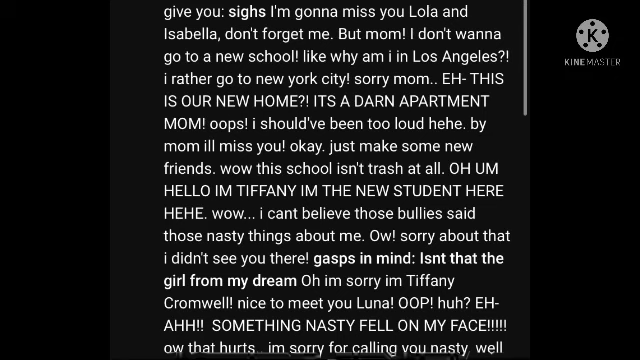 give you: sighs I'm gonna miss you Lola and
Isabella, don't forget me. But mom! I don't wanna
go to a new school! like why am i in Los Angeles?!
i rather go to new york city! sorry mom.. EH- THIS
IS OUR NEW HOME?! ITS A DARN APARTMENT
MOM! oops! i should've been too loud hehe. by
mom ill miss you! okay. just make some new
friends. wow this school isn't trash at all. OH UM
HELLO IM TIFFANY IM THE NEW STUDENT HERE
HEHE. wow... i cant believe those bullies said
those nasty things about me. Ow! sorry about that
i didn't see you there! gasps in mind: Isnt that the
girl from my dream Oh im sorry im Tiffany
Cromwell! nice to meet you Luna! OOP! huh? EH-
AHH!! SOMETHING NASTY FELL ON MY FACE!!!!!
ow that hurts.. im sorry for calling you nasty. well
K
KINEMASTER